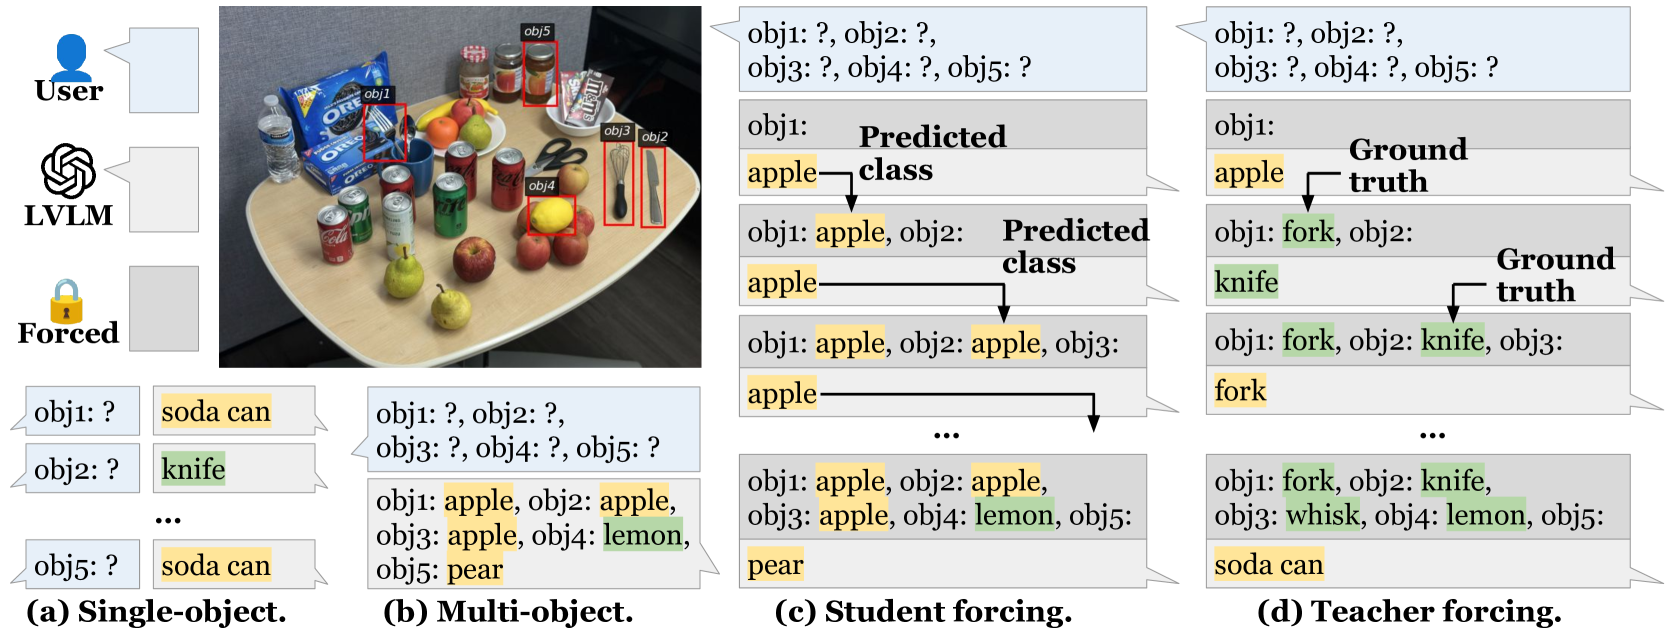 User
LVLM
Forced
obj5
obj1
obj3
obj2
obj4
OREO
OREO
obj1: ?
soda can
obj2: ?
knife
...
obj5: ?
soda can
(a) Single-object.
obj1: ?, obj2: ?,
obj3: ?, obj4: ?, obj5: ?
obj1: apple, obj2: apple,
obj3: apple, obj4: lemon,
obj5: pear
(b) Multi-object.
obj1: ?, obj2: ?,
obj3: ?, obj4: ?, obj5: ?
obj1:
apple
Predicted
class
obj1: apple, obj2:
apple
Predicted
class
obj1: apple, obj2: apple, obj3:
apple
...
obj1: apple, obj2: apple,
obj3: apple, obj4: lemon, obj5:
pear
(c) Student forcing.
obj1: ?, obj2: ?,
obj3: ?, obj4: ?, obj5: ?
obj1:
apple
Ground
truth
obj1: fork, obj2:
knife
Ground
truth
obj1: fork, obj2: knife, obj3:
fork
...
obj1: fork, obj2: knife,
obj3: whisk, obj4: lemon, obj5:
soda can
(d) Teacher forcing.